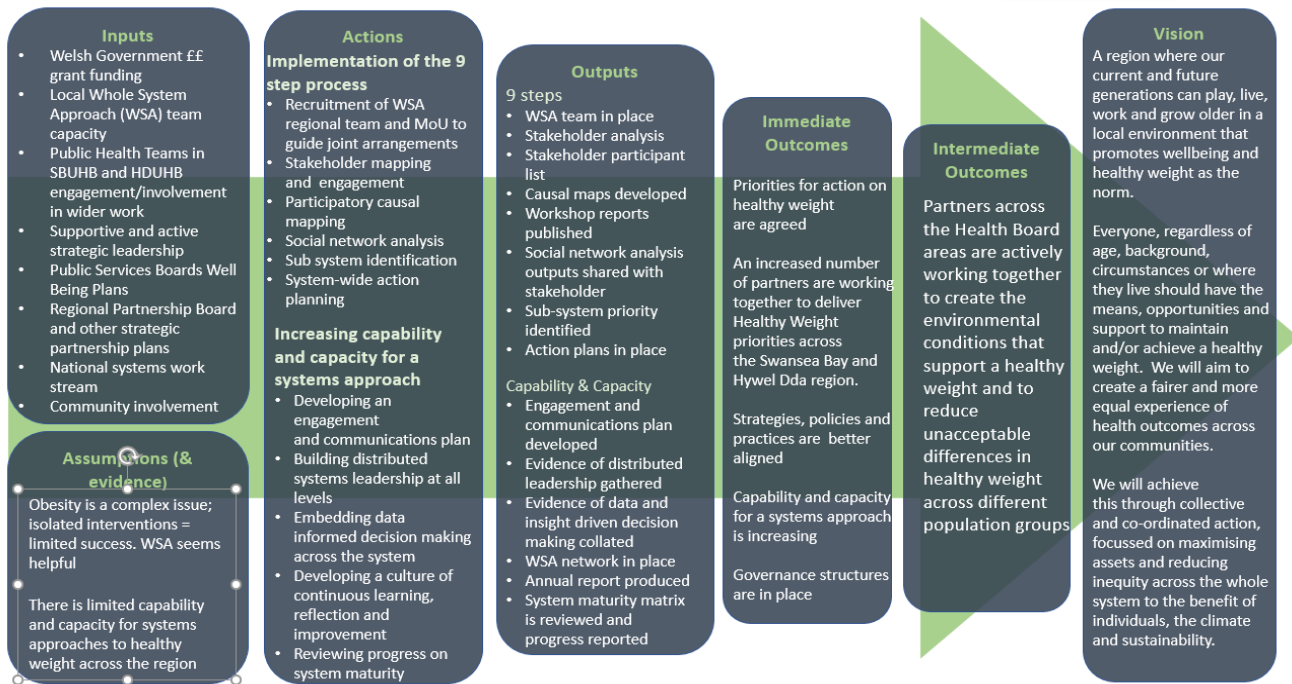 Inputs
• Welsh Government ££
grant funding
• Local Whole System
Approach (WSA) team
capacity
• Public Health Teams in
SBUHB and HDUHB
engagement/involvement
in wider work
• Supportive and active
strategic leadership
• Public Services Boards Well
Being Plans
• Regional Partnership Board
and other strategic
partnership plans
• National systems work
stream
• Community involvement
Assumptions (&
evidence)
Obesity is a complex issue;
isolated interventions =
limited success. WSA seems
helpful
There is limited capability
and capacity for systems
approaches to healthy
weight across the region
Actions
Implementation of the 9
step process
• Recruitment of WSA
regional team and MoU to
guide joint arrangements
• Stakeholder mapping
and engagement
• Participatory causal
mapping
• Social network analysis
• Sub system identification
• System-wide action
planning
Increasing capability
and capacity for a
systems approach
• Developing an
engagement
and communications plan
• Building distributed
systems leadership at all
levels
• Embedding data
informed decision making
across the system
• Developing a culture of
continuous learning,
reflection and
improvement
• Reviewing progress on
system maturity
Outputs
9 steps
• WSA team in place
• Stakeholder analysis
• Stakeholder participant
list
• Causal maps developed
• Workshop reports
published
• Social network analysis
outputs shared with
stakeholder
• Sub-system priority
identified
• Action plans in place
Capability & Capacity
• Engagement and
communications plan
developed
• Evidence of distributed
leadership gathered
• Evidence of data and
insight driven decision
making collated
• WSA network in place
• Annual report produced
• System maturity matrix
is reviewed and
progress reported
Immediate
Outcomes
Priorities for action on
healthy weight
are agreed
An increased number
of partners are working
together to deliver
Healthy Weight
priorities across
the Swansea Bay and
Hywel Dda region.
Strategies, policies and
practices are better
aligned
Capability and capacity
for a systems approach
is increasing
Governance structures
are in place
Intermediate
Outcomes
Partners across
the Health Board
areas are actively
working together
to create the
environmental
conditions that
support a healthy
weight and to
reduce
unacceptable
differences in
healthy weight
across different
population groups
Vision
A region where our
current and future
generations can play, live,
work and grow older in a
local environment that
promotes wellbeing and
healthy weight as the
norm.
Everyone, regardless of
age, background,
circumstances or where
they live should have the
means, opportunities and
support to maintain
and/or achieve a healthy
weight. We will aim to
create a fairer and more
equal experience of
health outcomes across
our communities.
We will achieve
this through collective
and co-ordinated action,
focussed on maximising
assets and reducing
inequity across the whole
system to the benefit of
individuals, the climate
and sustainability.